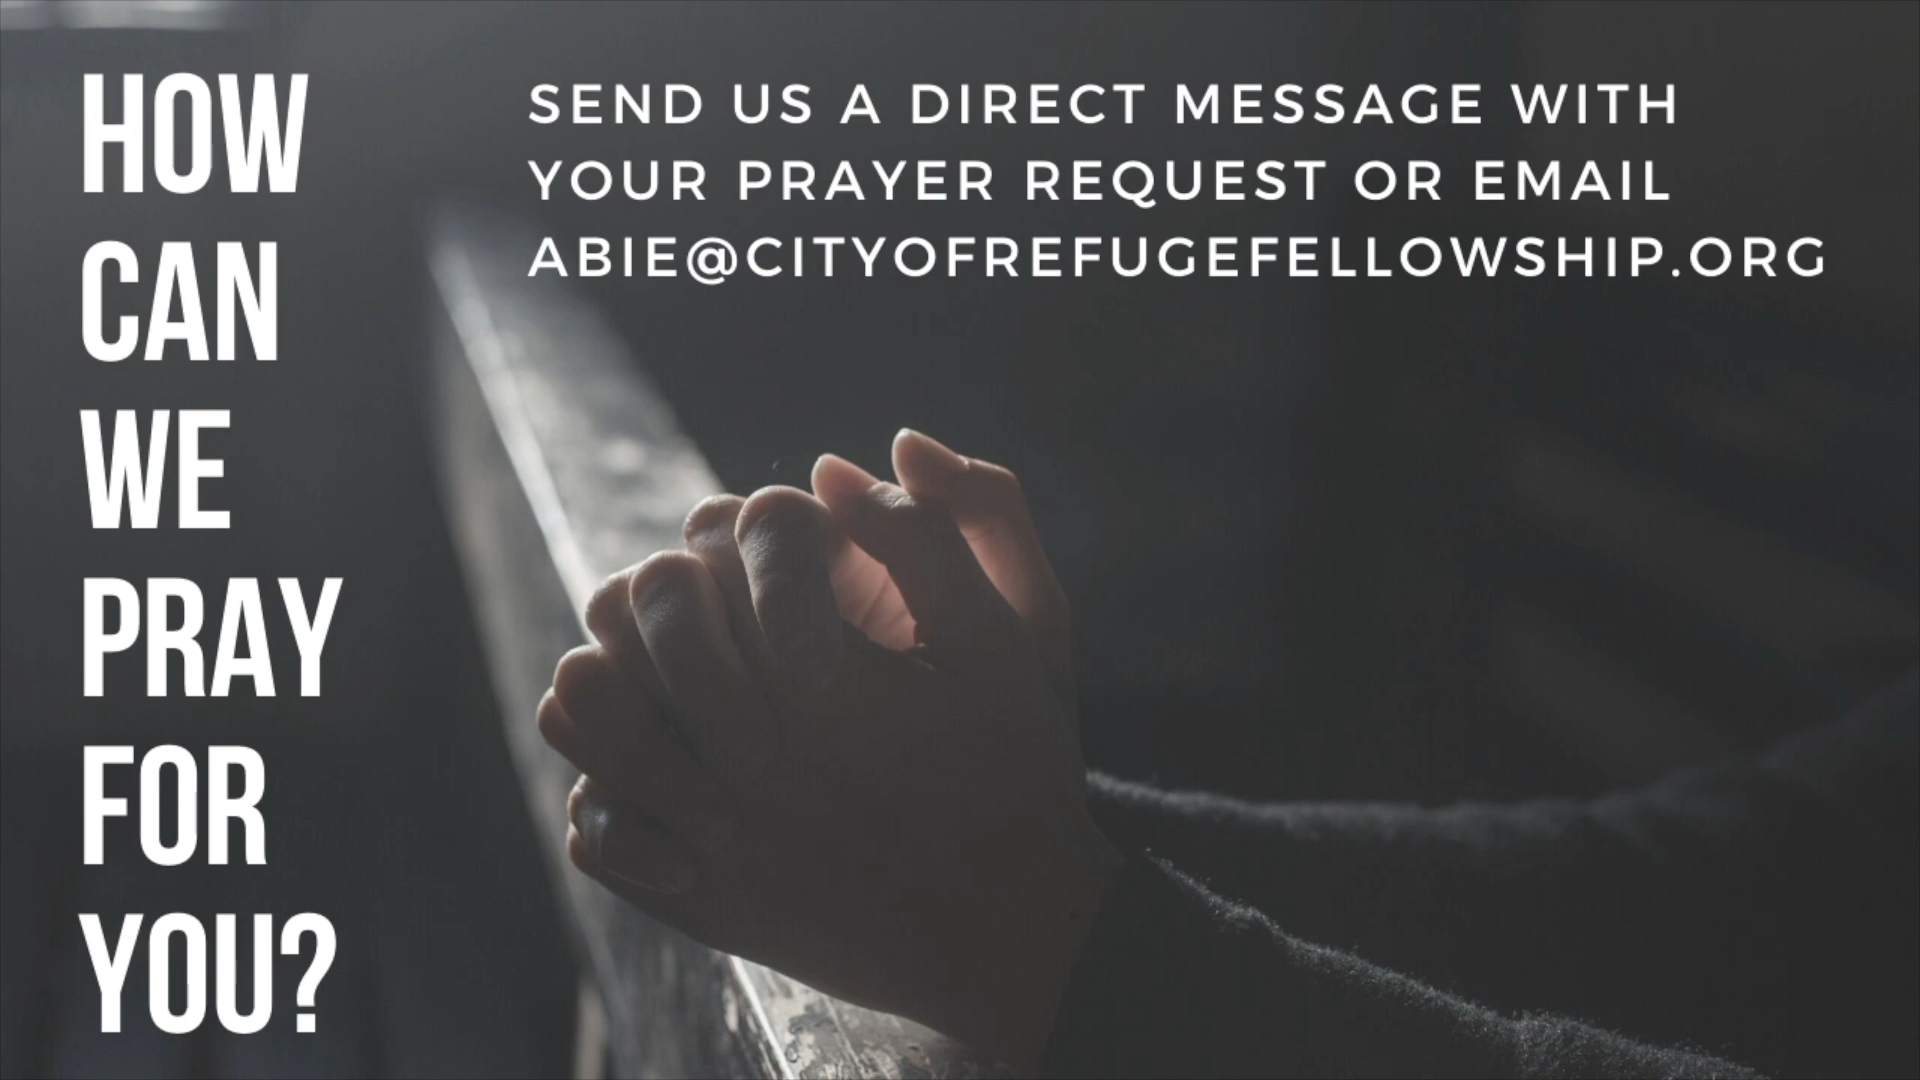 HOW
CAN
WE
PRAY
FOR
YOU?
SEND US A DIRECT MESSAGE WITH
YOUR PRAYER REQUEST OR EMAIL
ABIE@CITYOFREFUGEFELLOWSHIP.ORG